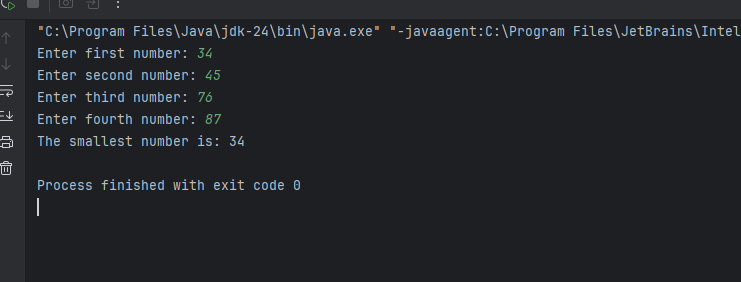 "C:\Program Files\Java\jdk-24\bin\java.exe" "-javaagent:C:\Program Files\JetBrains\Intel
Enter first number: 34
Enter second number: 45
Enter third number: 76
Enter fourth number: 87
The smallest number is: 34
Process finished with exit code 0